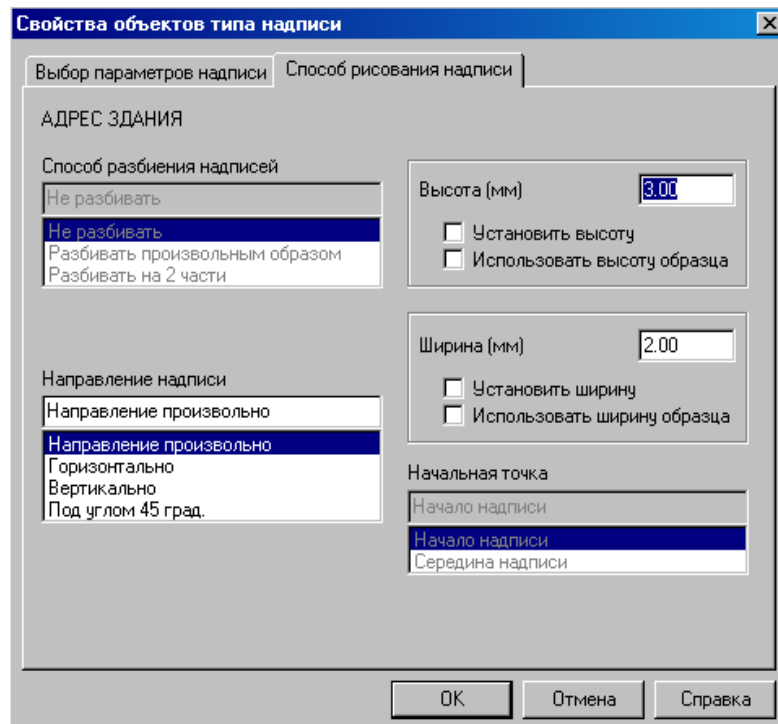 Свойства объектов типа надписи
Выбор параметров надписи
Способ рисования надписи
АДРЕС ЗДАНИЯ
Способ разбиения надписей
Не разбивать
Не разбивать
Разбивать произвольным образом
Разбивать на 2 части
Направление надписи
Направление произвольно
Направление произвольно
Горизонтально
Вертикально
Под углом 45 град.
Высота (мм)
3.00
Установить высоту
Использовать высоту образца
Ширина (мм)
2.00
Установить ширину
Использовать ширину образца
Начальная точка
Начало надписи
Начало надписи
Середина надписи
OK
Отмена
Справка